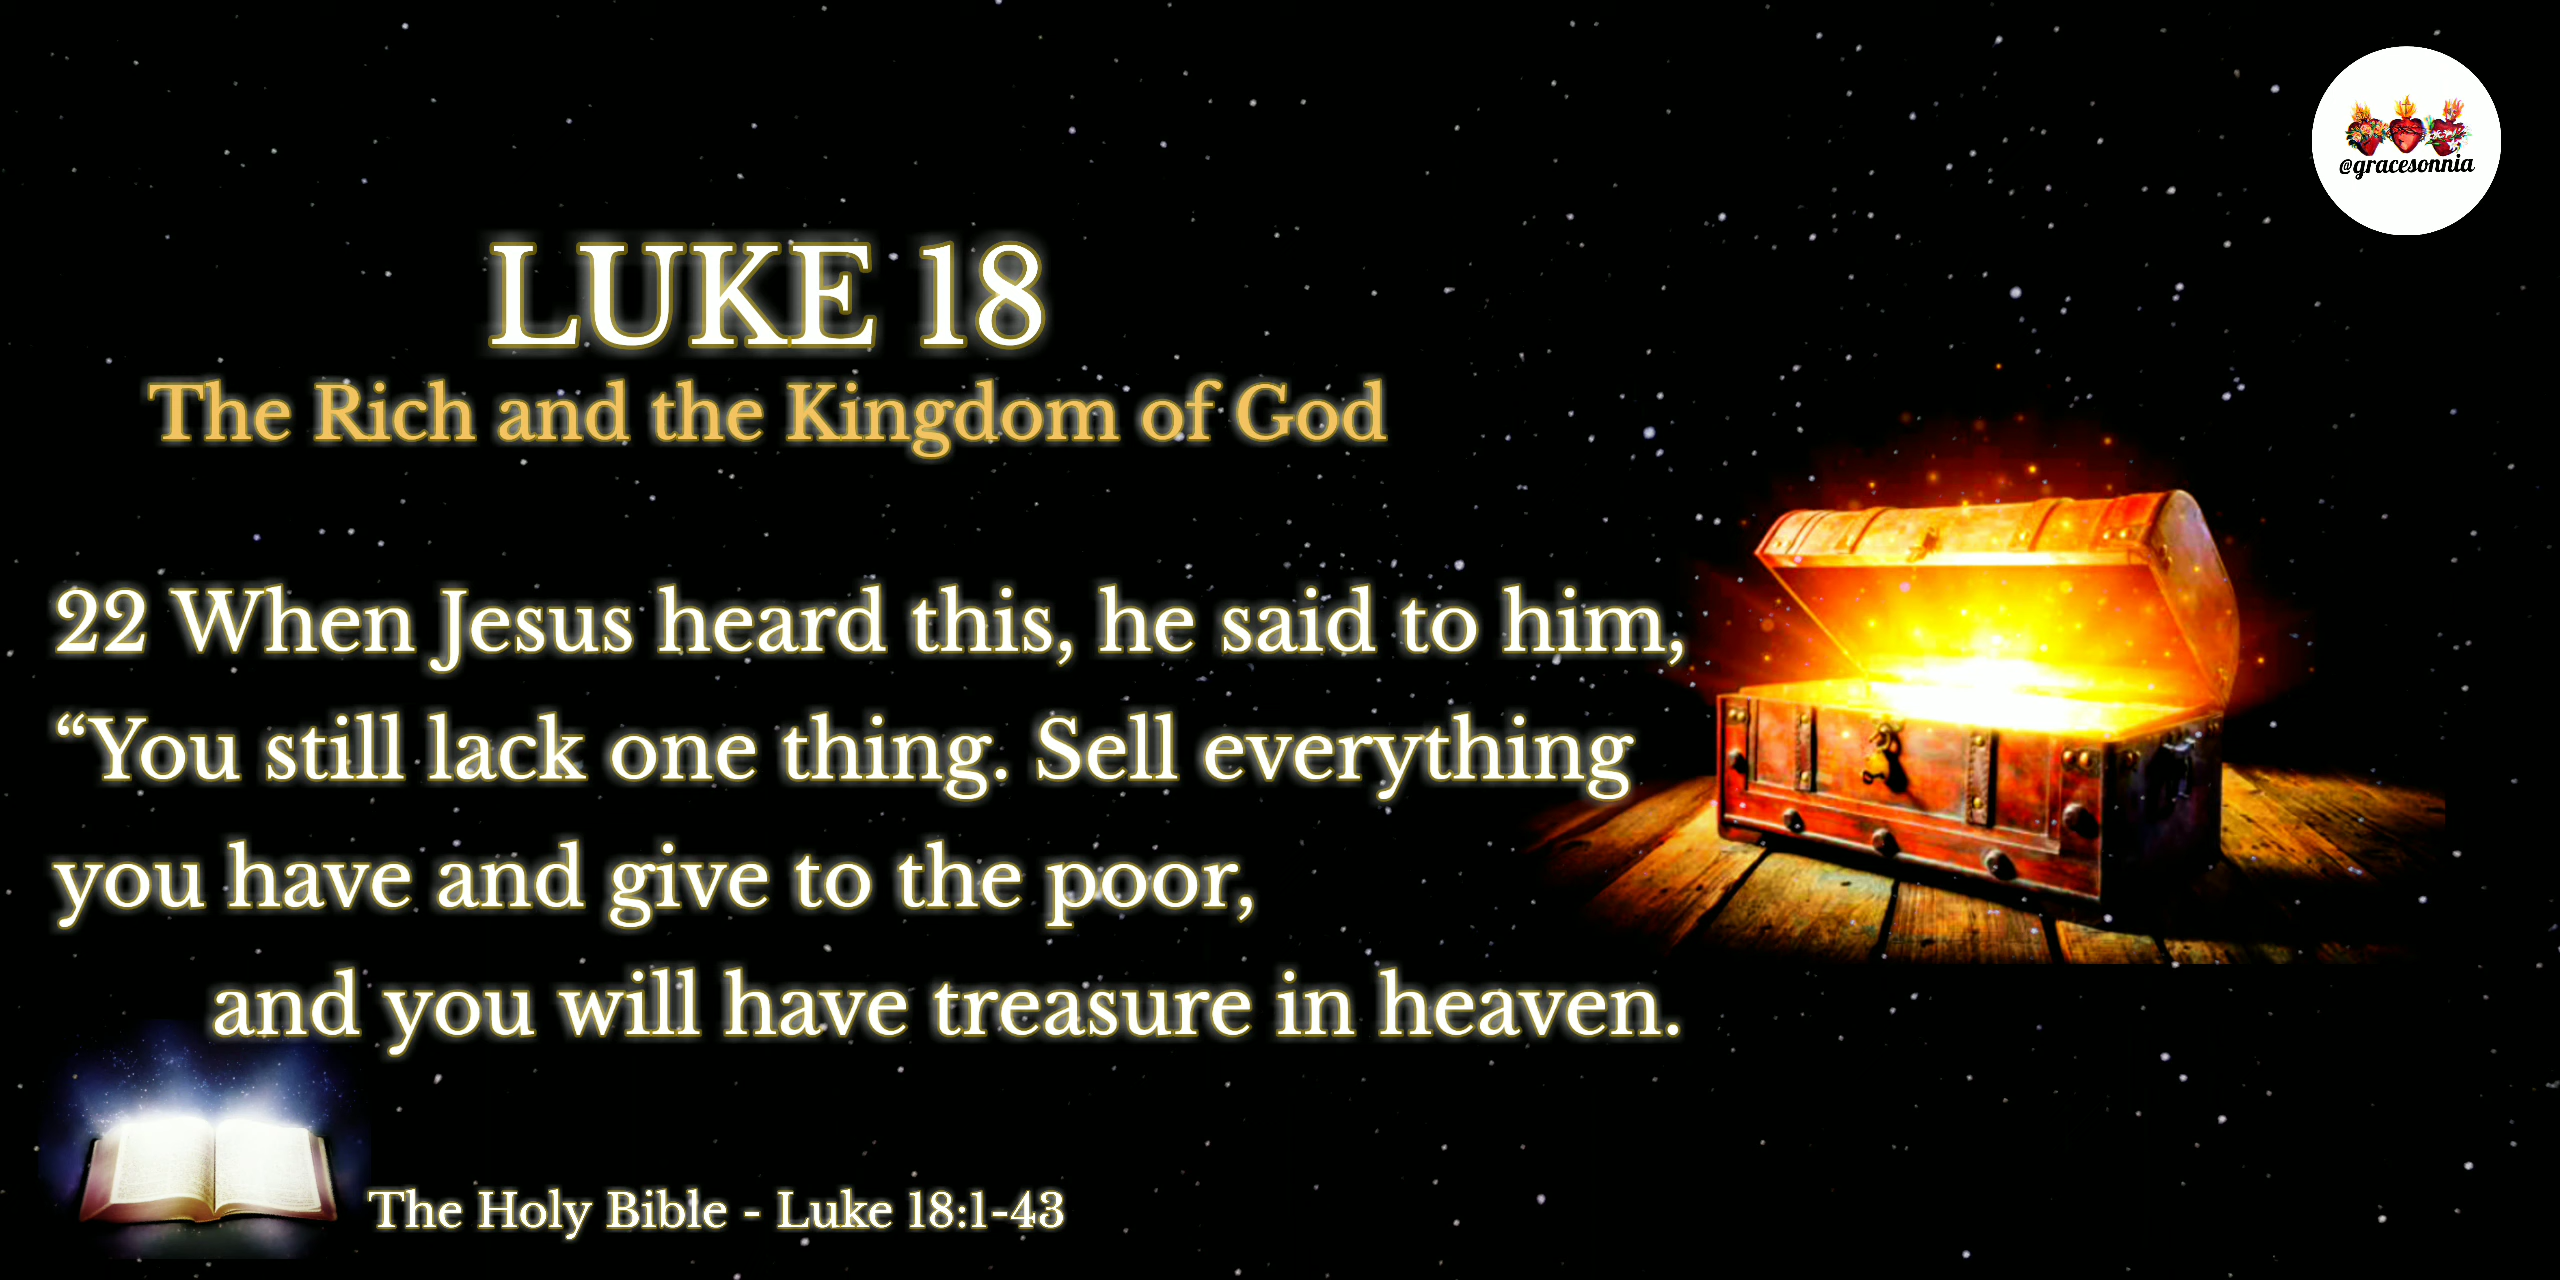 @gracesonnia
LUKE 18
The Rich and the Kingdom of God
22 When Jesus heard this, he said to him,
“You still lack one thing. Sell everything
you have and give to the poor,
and you will have treasure in heaven.
The Holy Bible - Luke 18:1-43